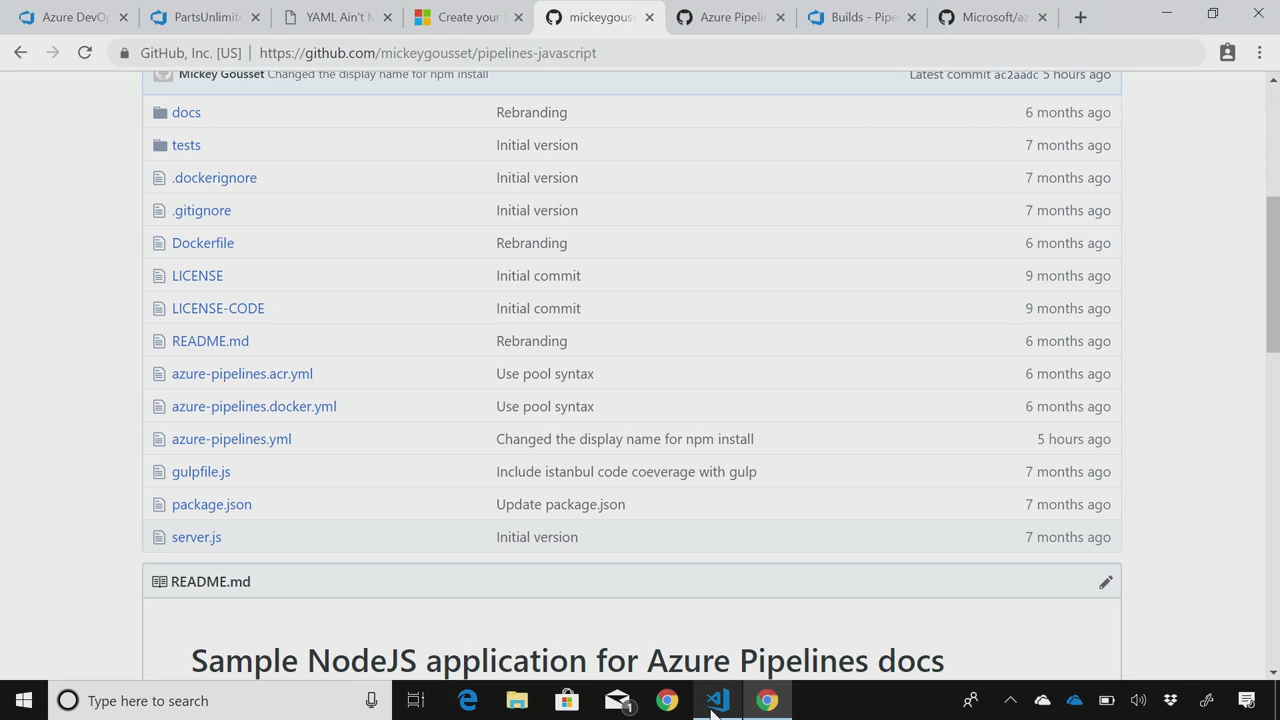 Azure DevO
PartsUnlimit
YAML Ain't M
Create your
mickeygouss
Azure Pipeli
Builds - Pipe
Microsoft/az
GitHub, Inc. [US] | https://github.com/mickeygousset/pipelines-javascript
Mickey Gousset Changed the display name for npm install Latest commit ac2aadc 5 hours ago
docs Rebranding 6 months ago
tests Initial version 7 months ago
.dockerignore Initial version 7 months ago
.gitignore Initial version 7 months ago
Dockerfile Rebranding 6 months ago
LICENSE Initial commit 9 months ago
LICENSE-CODE Initial commit 9 months ago
README.md Rebranding 6 months ago
azure-pipelines.acr.yml Use pool syntax 6 months ago
azure-pipelines.docker.yml Use pool syntax 6 months ago
azure-pipelines.yml Changed the display name for npm install 5 hours ago
gulpfile.js Include istanbul code coeverage with gulp 7 months ago
package.json Update package.json 7 months ago
server.js Initial version 7 months ago
README.md
Sample NodeJS application for Azure Pipelines docs
Type here to search
1